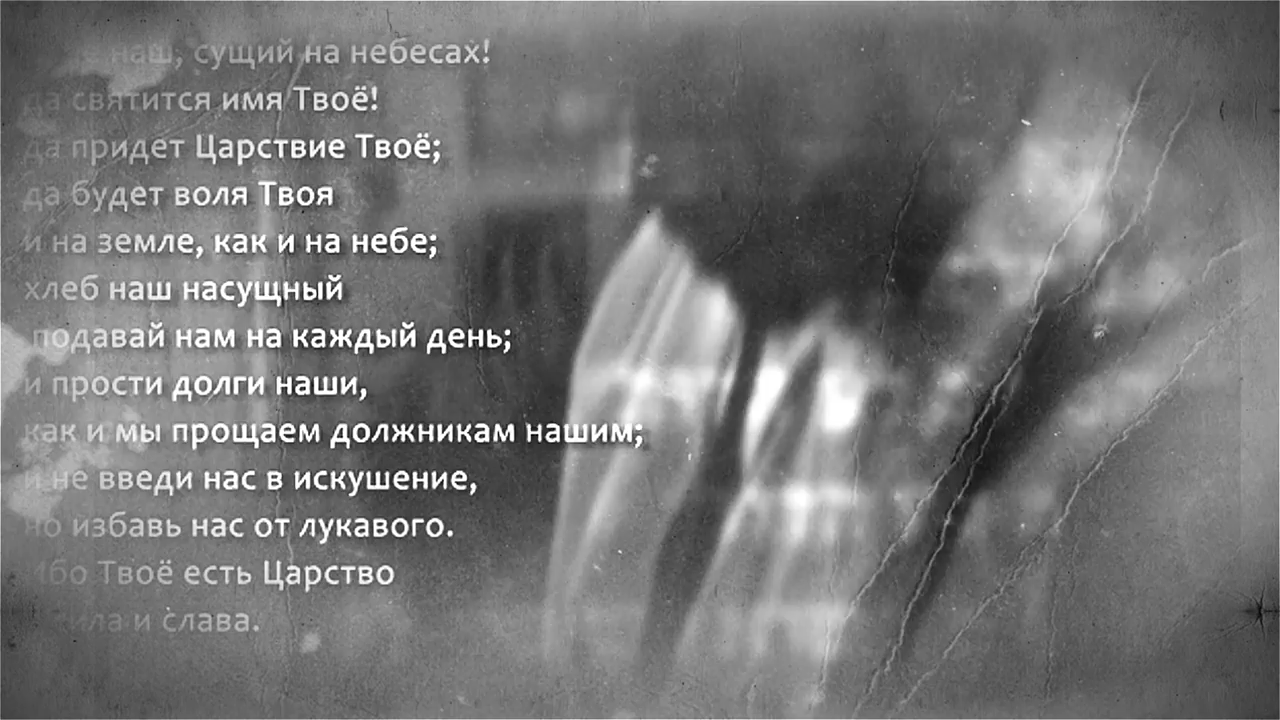 наш, сущий на небесах!
да святится имя Твоё!
да придет Царствие Твоё;
да будет воля Твоя
и на земле, как и на небе;
хлеб наш насущный
подавай нам на каждый день;
и прости долги наши,
как и мы прощаем должникам нашим;
и не введи нас в искушение,
но избавь нас от лукавого.
ибо Твоё есть Царство
и слава.